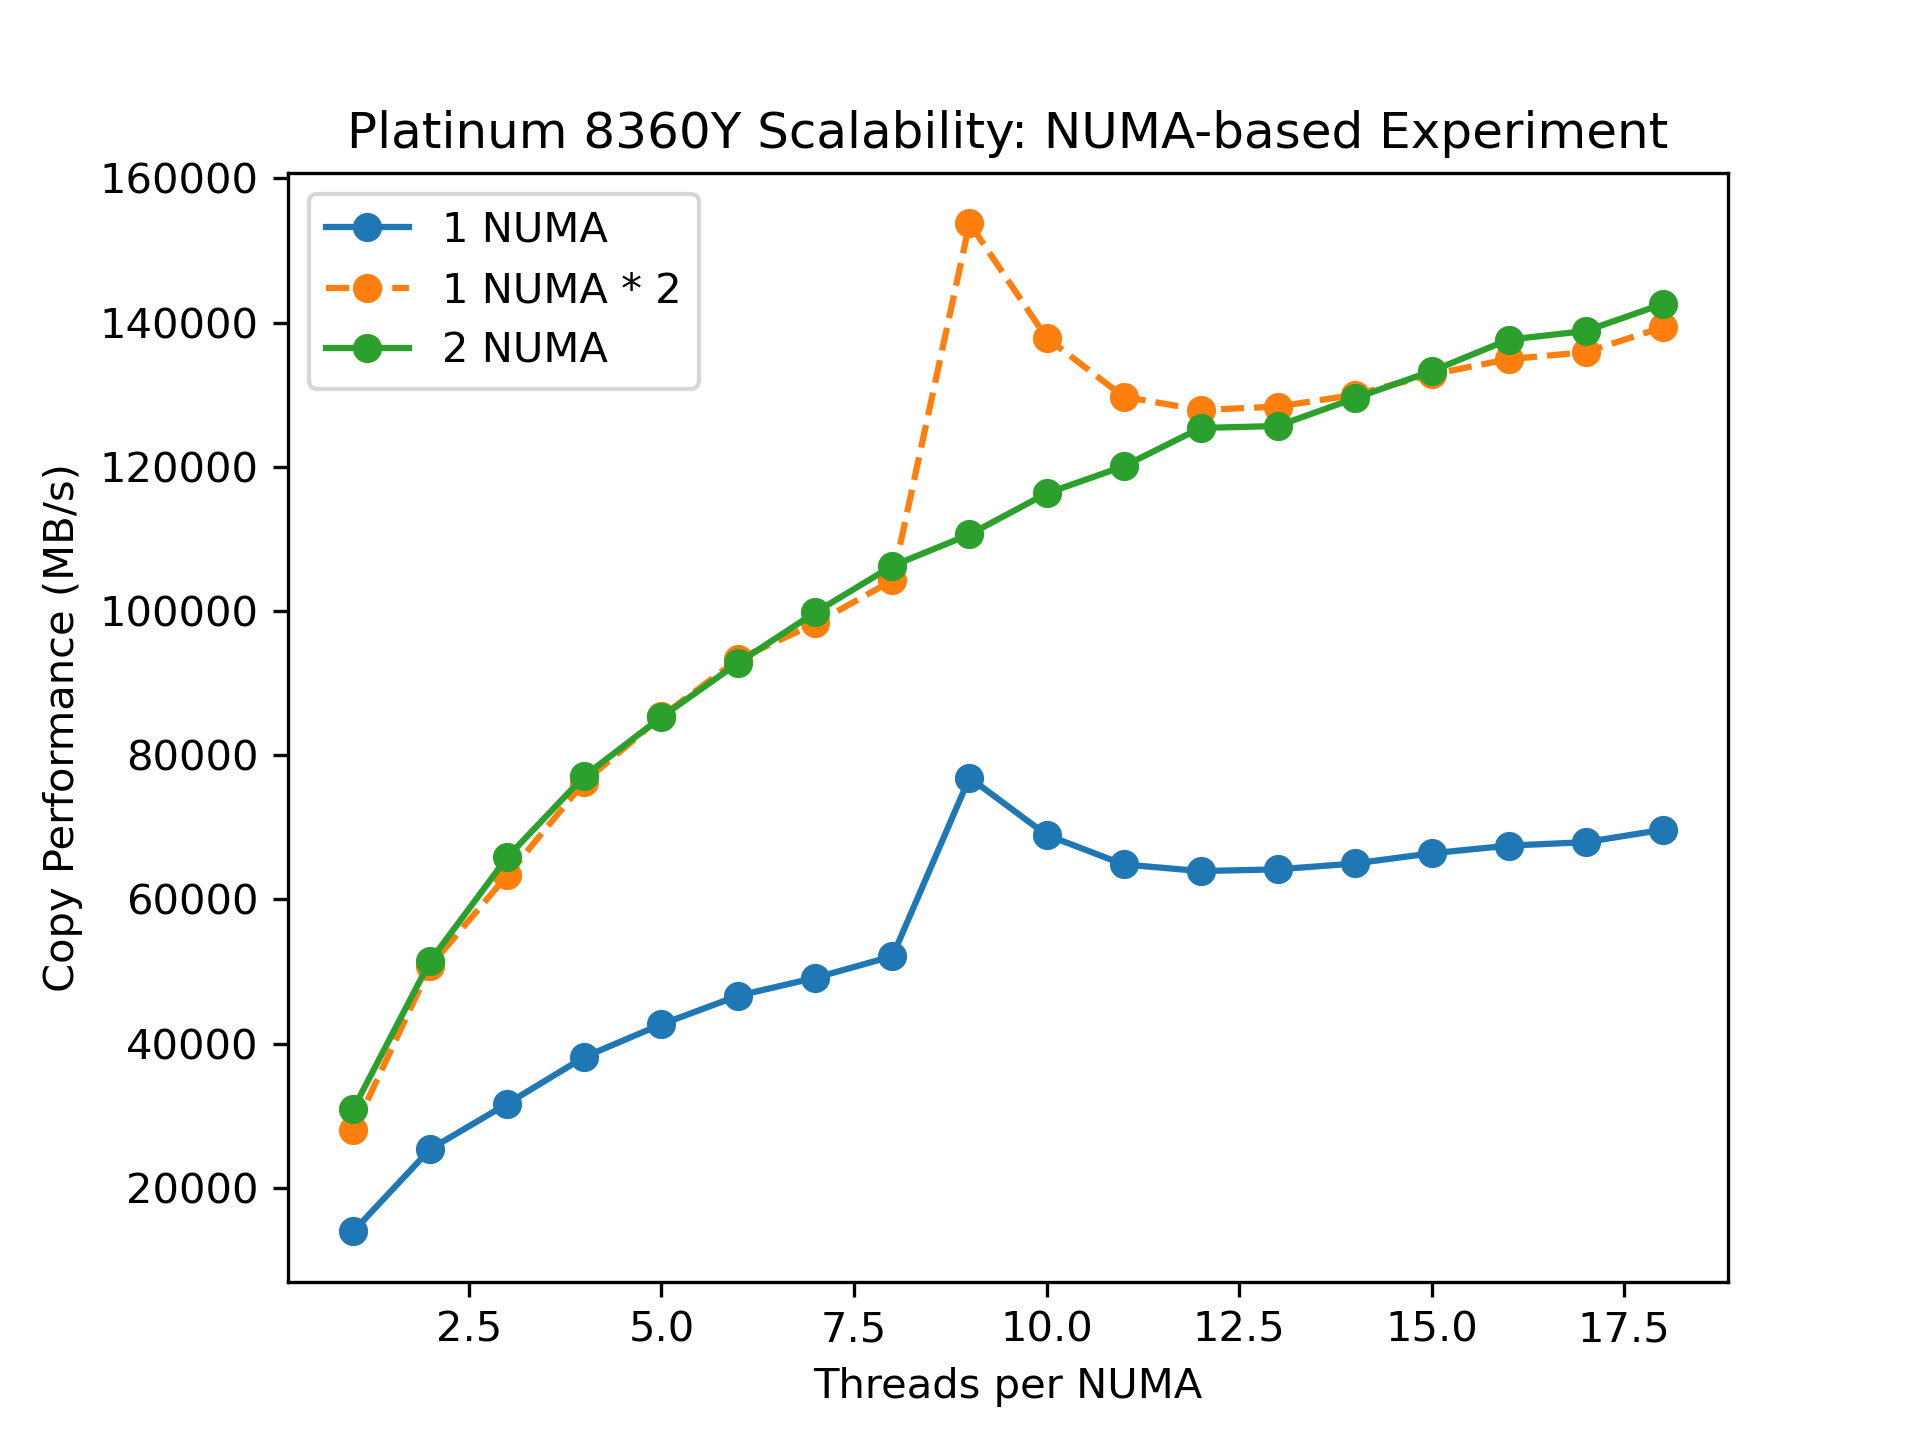 Platinum 8360Y Scalability: NUMA-based Experiment
160000
140000
120000
100000
80000
60000
40000
20000
Copy Performance (MB/s)
1 NUMA
1 NUMA * 2
2 NUMA
2.5 5.0 7.5 10.0 12.5 15.0 17.5
Threads per NUMA